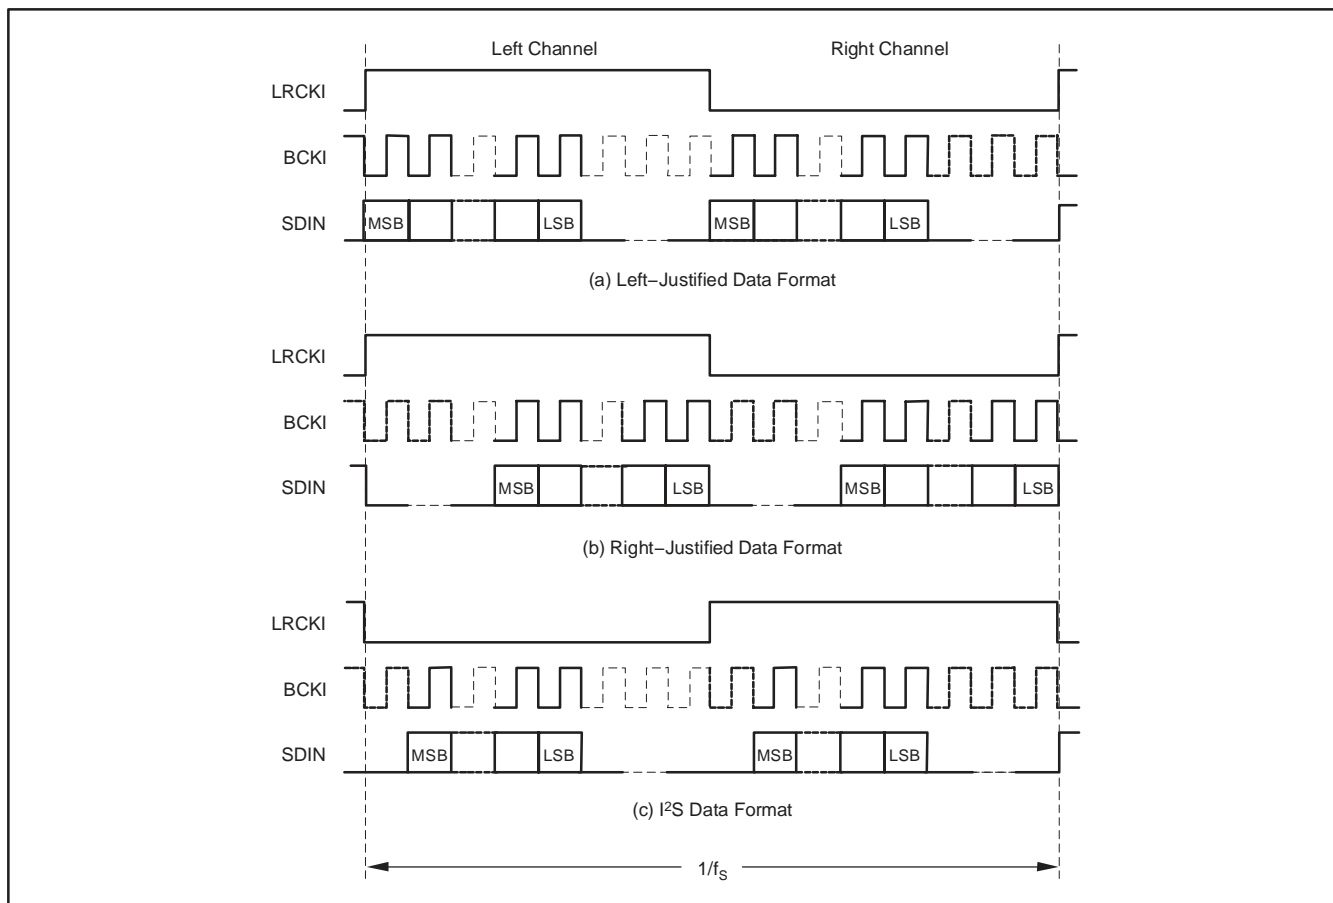 Left Channel Right Channel
LRCKI
BCKI
SDIN MSB LSB MSB LSB
(a) Left−Justified Data Format
LRCKI
BCKI
SDIN MSB LSB MSB LSB
(b) Right−Justified Data Format
LRCKI
BCKI
SDIN MSB LSB MSB LSB
(c) I²S Data Format
1/fS